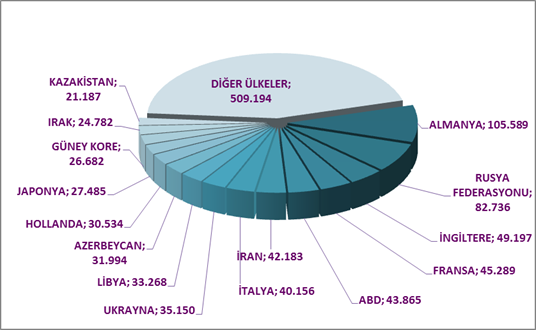 DİĞER ÜLKELER;
509.194
ALMANYA; 105.589
RUSYA
FEDERASYONU;
82.736
İNGİLTERE; 49.197
FRANSA; 45.289
ABD; 43.865
İRAN; 42.183
İTALYA; 40.156
UKRAYNA; 35.150
LİBYA; 33.268
AZERBEYCAN;
31.994
HOLLANDA; 30.534
JAPONYA; 27.485
GÜNEY KORE;
26.682
IRAK; 24.782
KAZAKİSTAN;
21.187